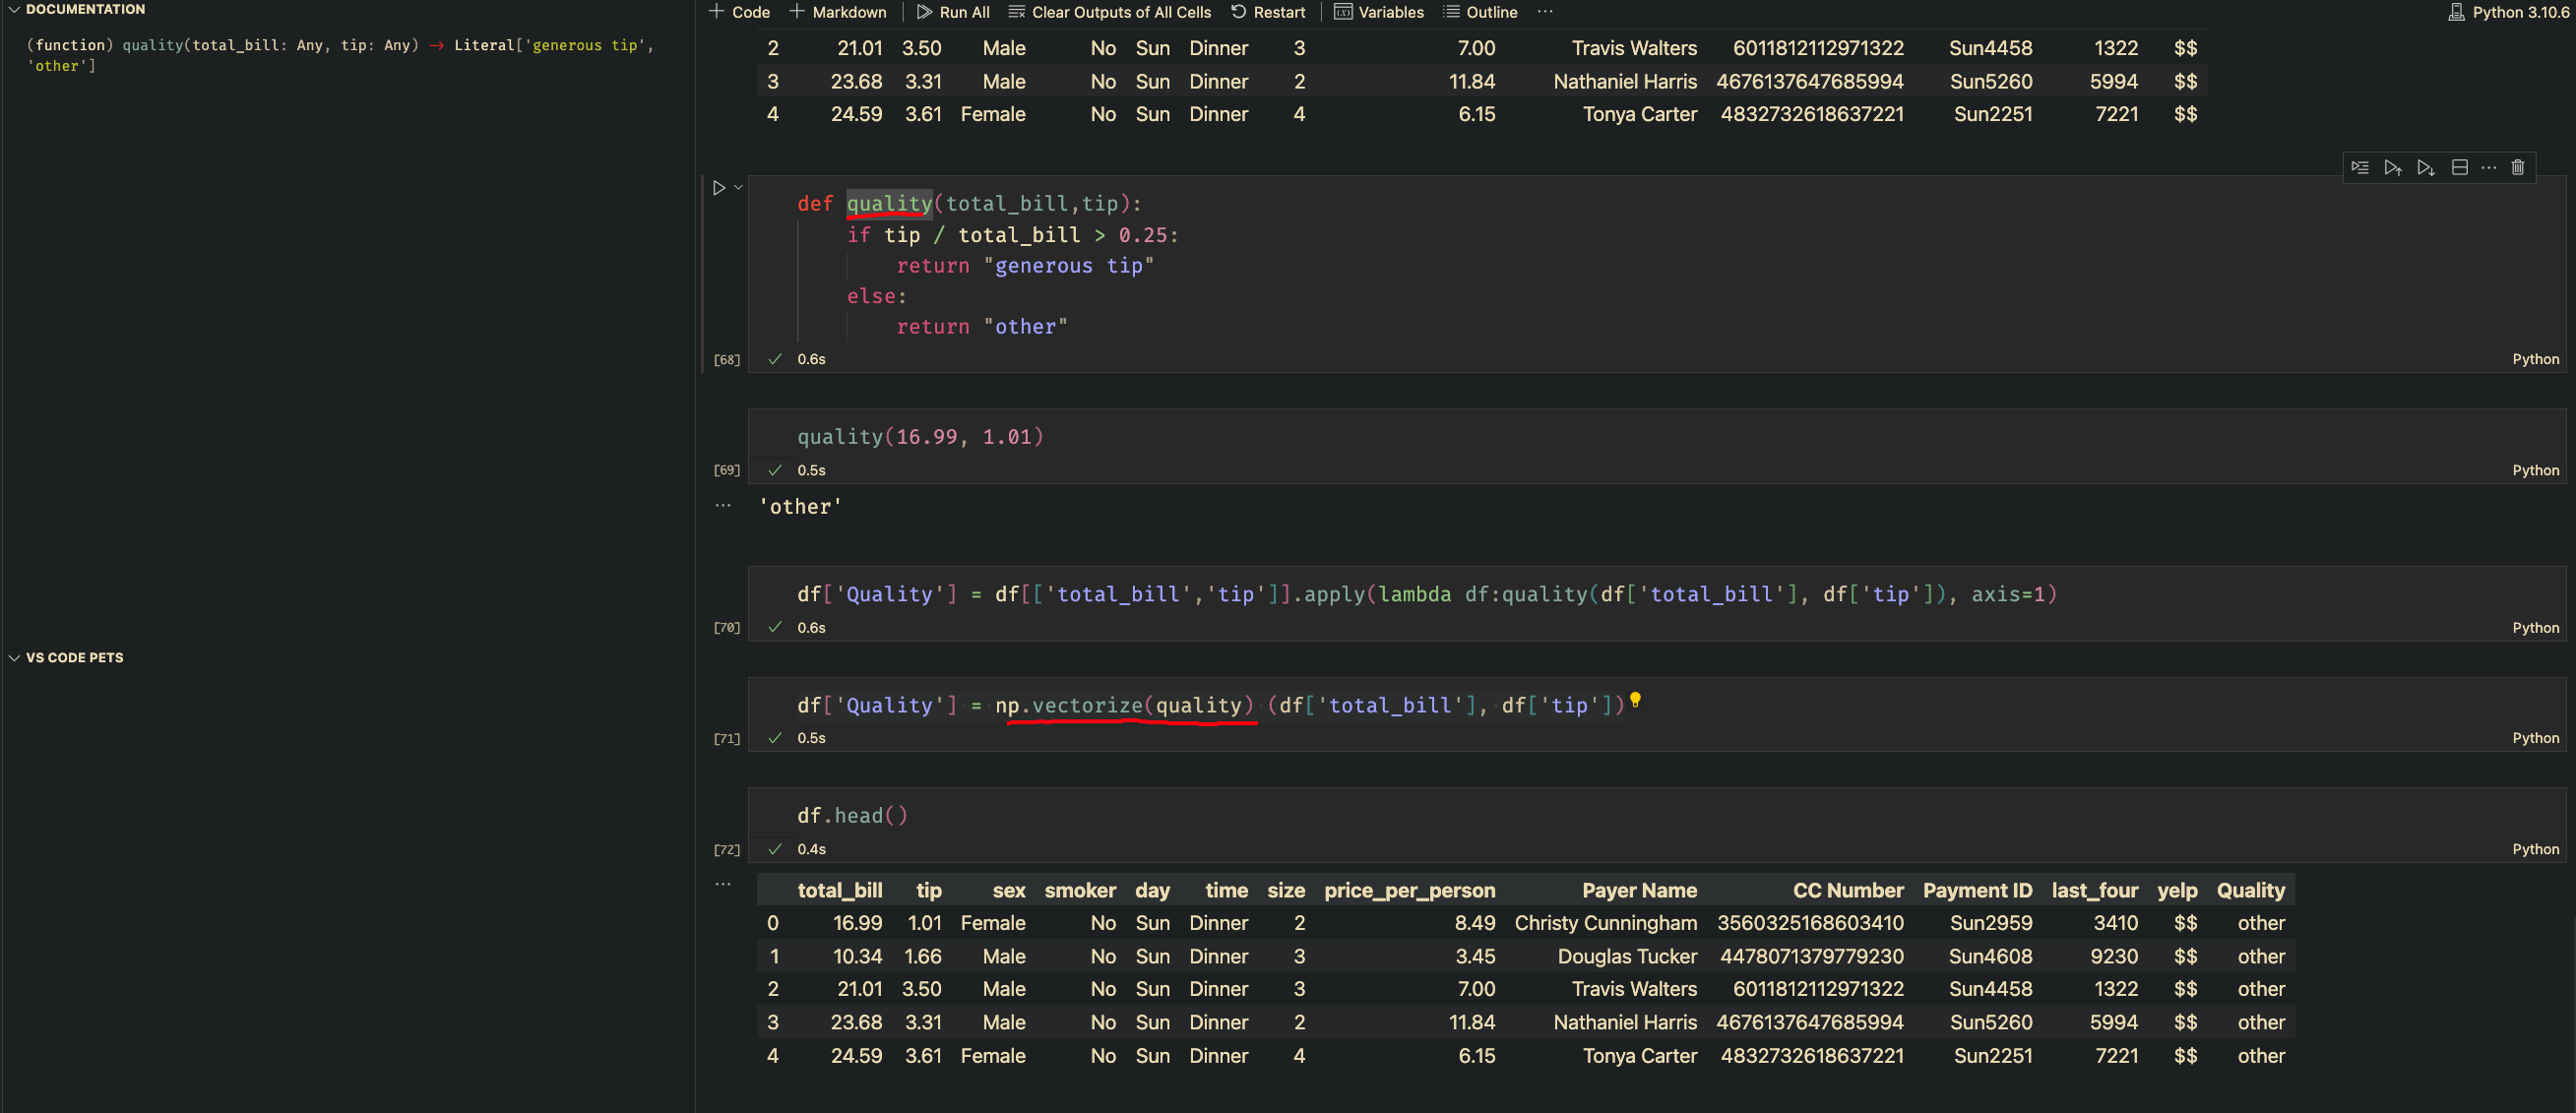 DOCUMENTATION
(function) quality(total_bill: Any, tip: Any) → Literal['generous tip',
'other']
VS CODE PETS
Code Markdown Run All Clear Outputs of All Cells Restart Variables Outline ... Python 3.10.6
2 21.01 3.50 Male No Sun Dinner 3 7.00 Travis Walters 6011812112971322 Sun4458 1322 $$
3 23.68 3.31 Male No Sun Dinner 2 11.84 Nathaniel Harris 4676137647685994 Sun5260 5994 $$
4 24.59 3.61 Female No Sun Dinner 4 6.15 Tonya Carter 4832732618637221 Sun2251 7221 $$
def quality(total_bill,tip):
if tip / total_bill > 0.25:
return "generous tip"
else:
return "other"
[68] 0.6s Python
quality(16.99, 1.01)
[69] 0.5s Python
... 'other'
df['Quality'] = df[['total_bill','tip']].apply(lambda df:quality(df['total_bill'], df['tip']), axis=1)
[70] 0.6s Python
df['Quality'] = np.vectorize(quality) (df['total_bill'], df['tip'])
[71] 0.5s Python
df.head()
[72] 0.4s Python
...
total_bill tip sex smoker day time size price_per_person Payer Name CC Number Payment ID last_four yelp Quality
0 16.99 1.01 Female No Sun Dinner 2 8.49 Christy Cunningham 3560325168603410 Sun2959 3410 $$ other
1 10.34 1.66 Male No Sun Dinner 3 3.45 Douglas Tucker 4478071379779230 Sun4608 9230 $$ other
2 21.01 3.50 Male No Sun Dinner 3 7.00 Travis Walters 6011812112971322 Sun4458 1322 $$ other
3 23.68 3.31 Male No Sun Dinner 2 11.84 Nathaniel Harris 4676137647685994 Sun5260 5994 $$ other
4 24.59 3.61 Female No Sun Dinner 4 6.15 Tonya Carter 4832732618637221 Sun2251 7221 $$ other